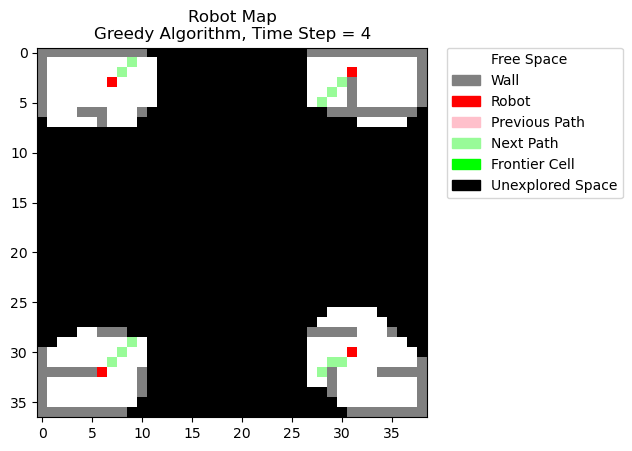 Robot Map
Greedy Algorithm, Time Step = 4
0
5
10
15
20
25
30
35
0
5
10
15
20
25
30
35
Free Space
Wall
Robot
Previous Path
Next Path
Frontier Cell
Unexplored Space